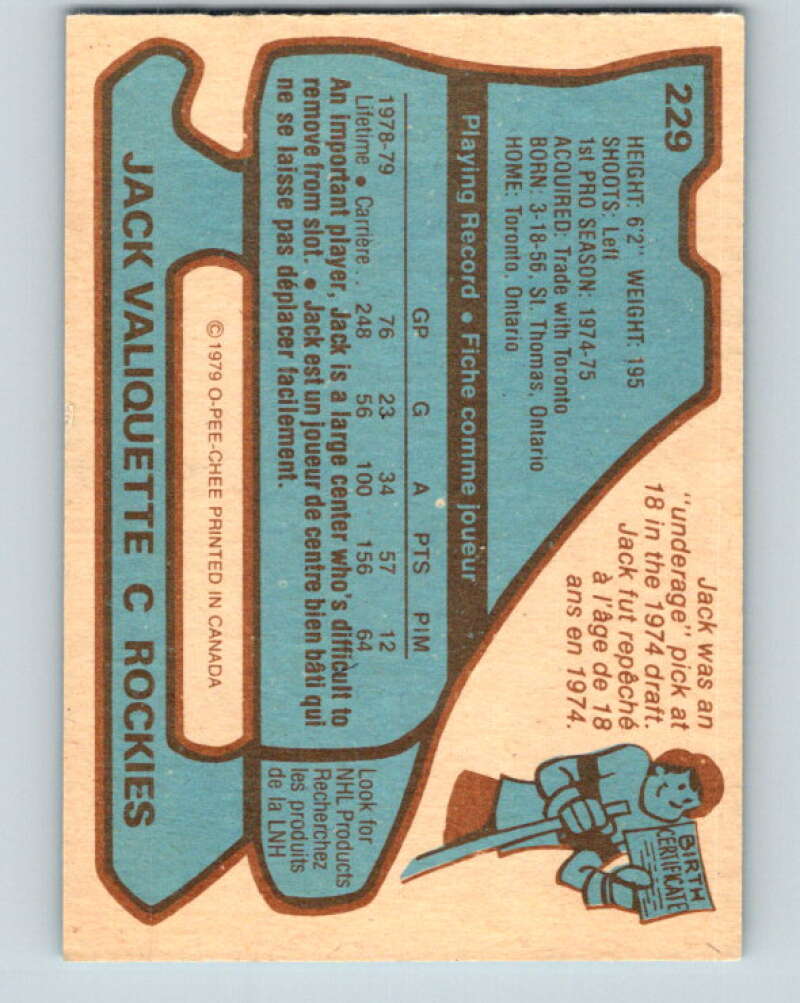 229
HEIGHT: 6'2" WEIGHT: 195
SHOOTS: Left
1st PRO SEASON: 1974-75
ACQUIRED: Trade with Toronto
BORN: 3-18-56, St. Thomas, Ontario
HOME: Toronto, Ontario
Jack was an
"underage" pick at
18 in the 1974 draft.
Jack fut repêché
à l'âge de 18
ans en 1974.
BIRTH
CERTIFICATE
Playing Record • Fiche comme joueur
GP G A PTS PIM
1978-79 76 23 34 57 12
Lifetime • Carrière .. 248 56 100 156 64
An important player, Jack is a large center who's difficult to
remove from slot. • Jack est un joueur de centre bien bâti qui
ne se laisse pas déplacer facilement.
Look for
NHL Products
Recherchez
les produits
de la LNH
© 1979 O-PEE-CHEE PRINTED IN CANADA
JACK VALIQUETTE C ROCKIES